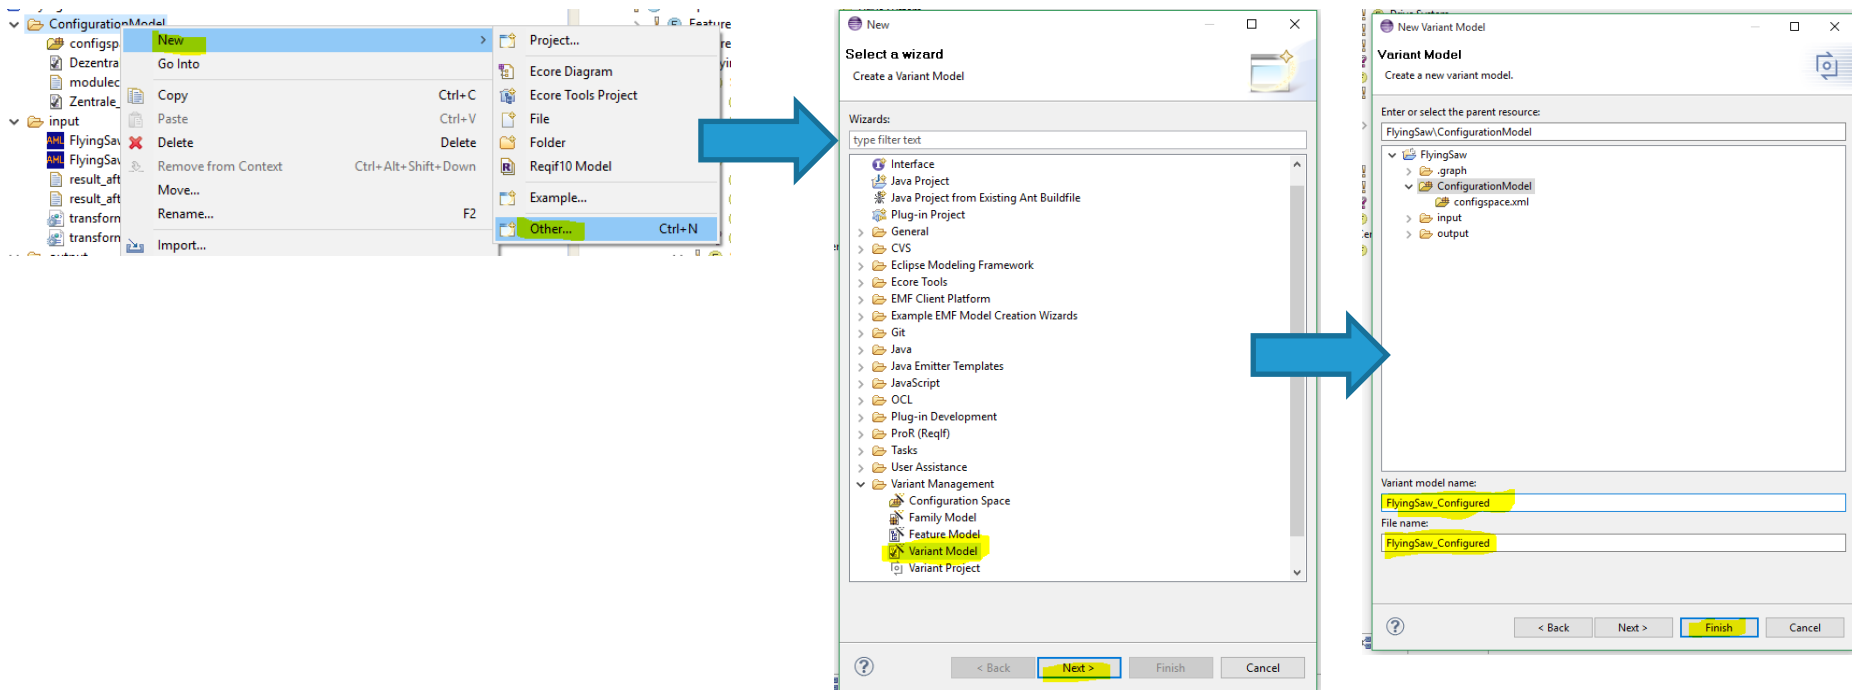 ConfigurationModel
configsp
Dezentra
modulec
Zentrale_
input
FlyingSav
FlyingSav
result_aft
result_aft
transform
transform
New
Go Into
Copy Ctrl+C
Paste Ctrl+V
Delete Delete
Remove from Context Ctrl+Alt+Shift+Down
Move...
Rename... F2
Import...
Project...
Ecore Diagram
Ecore Tools Project
File
Folder
Reqif10 Model
Example...
Other... Ctrl+N
Feature
New
Select a wizard
Create a Variant Model
Wizards:
type filter text
Interface
Java Project
Java Project from Existing Ant Buildfile
Plug-in Project
General
CVS
Eclipse Modeling Framework
Ecore Tools
EMF Client Platform
Example EMF Model Creation Wizards
Git
Java
Java Emitter Templates
JavaScript
OCL
Plug-in Development
ProR (ReqIf)
Tasks
User Assistance
Variant Management
Configuration Space
Family Model
Feature Model
Variant Model
Variant Project
< Back Next > Finish Cancel
New Variant Model
Variant Model
Create a new variant model.
Enter or select the parent resource:
FlyingSaw\ConfigurationModel
FlyingSaw
.graph
ConfigurationModel
configspace.xml
input
output
Variant model name:
FlyingSaw_Configured
File name:
FlyingSaw_Configured
< Back Next > Finish Cancel